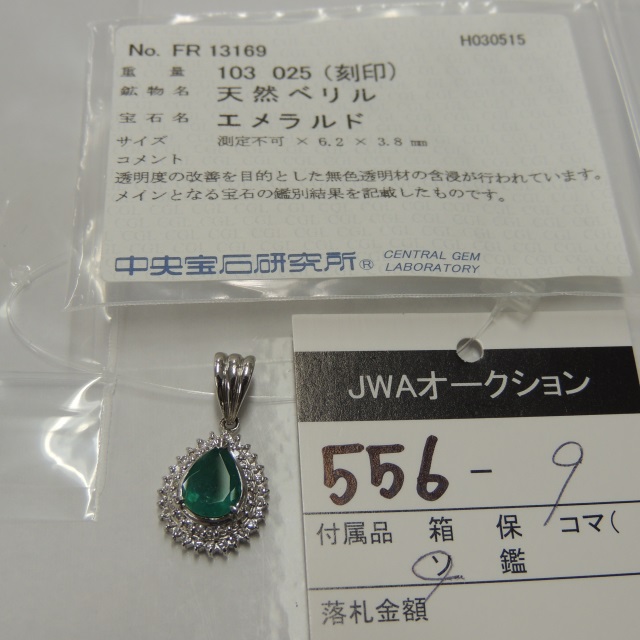 No. FR 13169 H030515
重 量 103 025 (刻印)
鉱物名 天然ベリル
宝石名 エメラルド
サイズ 測定不可 × 6.2 × 3.8 mm
コメント
透明度の改善を目的とした無色透明材の含浸が行われています。
メインとなる宝石の鑑別結果を記載したものです。
中央宝石研究所® CENTRAL GEM
LABORATORY
JWAオークション
556 - 9
付属品 箱 保 コマ(
ソ 鑑
落札金額